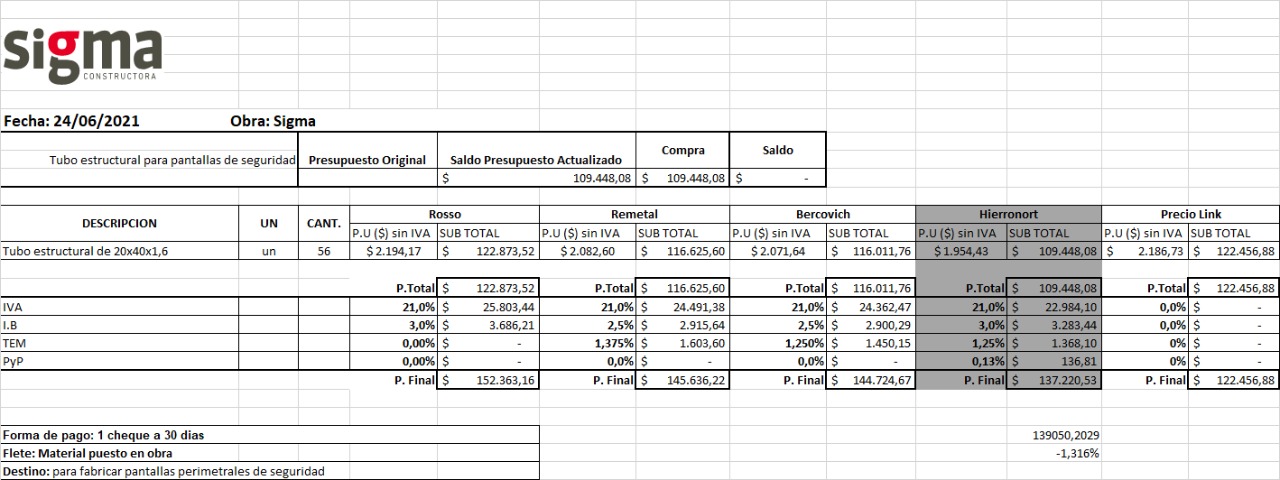 sigma
CONSTRUCTORA
Fecha: 24/06/2021 Obra: Sigma
Tubo estructural para pantallas de seguridad Presupuesto Original Saldo Presupuesto Actualizado Compra Saldo
$ 109.448,08 $ 109.448,08 $ -
DESCRIPCION UN CANT. Rosso Remetal Bercovich Hierronort Precio Link
P.U ($) sin IVA SUB TOTAL P.U ($) sin IVA SUB TOTAL P.U ($) sin IVA SUB TOTAL P.U ($) sin IVA SUB TOTAL P.U ($) sin IVA SUB TOTAL
Tubo estructural de 20x40x1,6 un 56 $ 2.194,17 $ 122.873,52 $ 2.082,60 $ 116.625,60 $ 2.071,64 $ 116.011,76 $ 1.954,43 $ 109.448,08 $ 2.186,73 $ 122.456,88
P.Total $ 122.873,52 P.Total $ 116.625,60 P.Total $ 116.011,76 P.Total $ 109.448,08 P.Total $ 122.456,88
IVA 21,0% $ 25.803,44 21,0% $ 24.491,38 21,0% $ 24.362,47 21,0% $ 22.984,10 0,0% $ -
I.B 3,0% $ 3.686,21 2,5% $ 2.915,64 2,5% $ 2.900,29 3,0% $ 3.283,44 0,0% $ -
TEM 0,00% $ - 1,375% $ 1.603,60 1,250% $ 1.450,15 1,25% $ 1.368,10 0% $ -
PyP 0,00% $ - 0,0% $ - 0,0% $ - 0,13% $ 136,81 0% $ -
P. Final $ 152.363,16 P. Final $ 145.636,22 P. Final $ 144.724,67 P. Final $ 137.220,53 P. Final $ 122.456,88
Forma de pago: 1 cheque a 30 dias 139050,2029
Flete: Material puesto en obra -1,316%
Destino: para fabricar pantallas perimetrales de seguridad